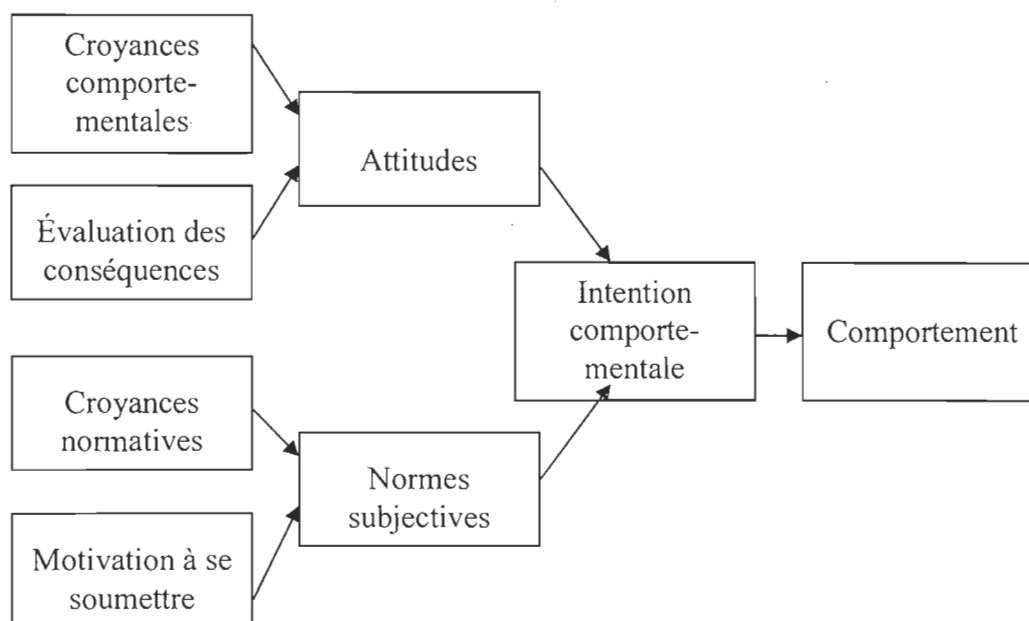 Croyances
comporte-
mentales
Évaluation des
conséquences
Attitudes
Croyances
normatives
Motivation à se
soumettre
Normes
subjectives
Intention
comporte-
mentale
Comportement